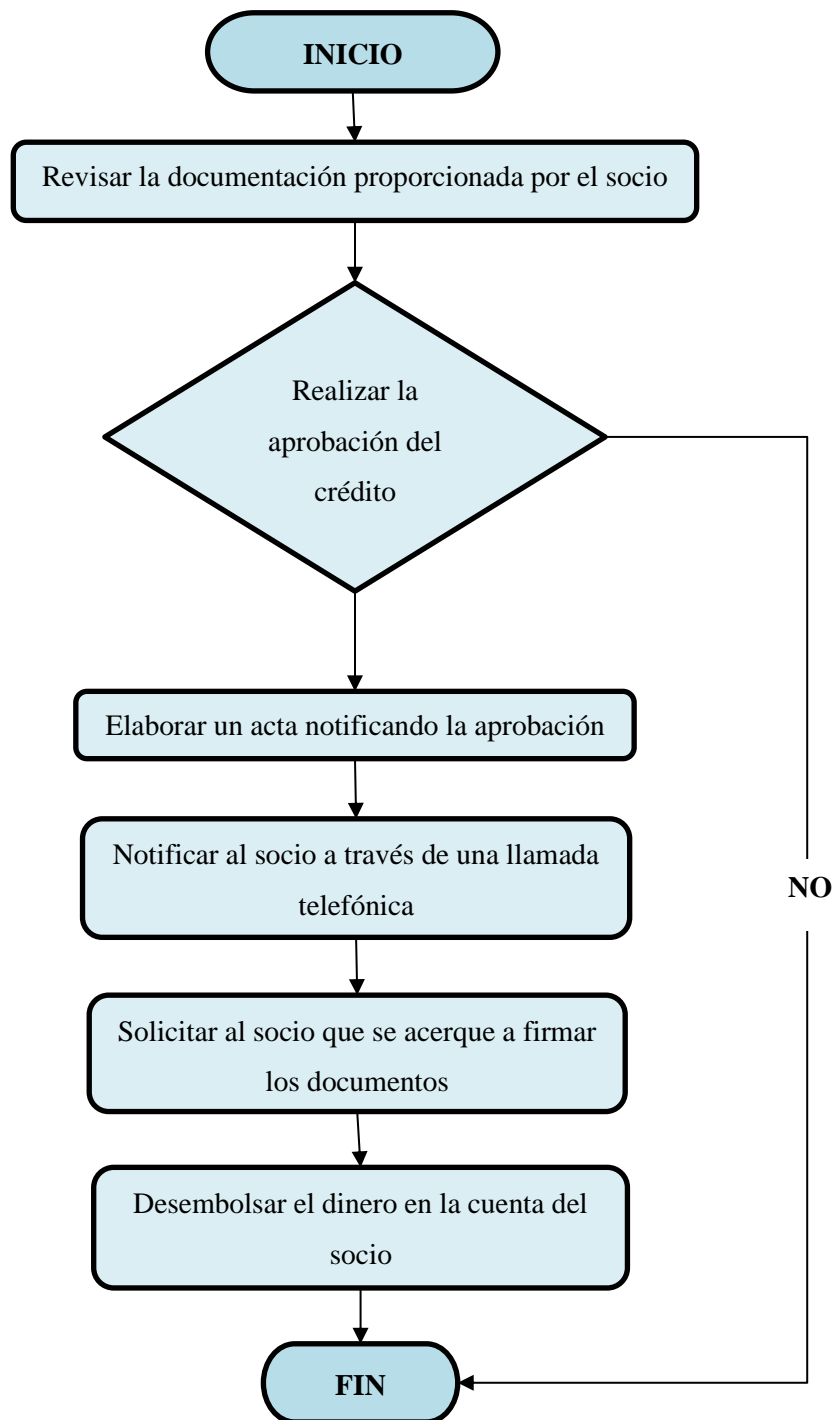 INICIO
Revisar la documentación proporcionada por el socio
Realizar la
aprobación del
crédito
Elaborar un acta notificando la aprobación
Notificar al socio a través de una llamada
telefónica
NO
Solicitar al socio que se acerque a firmar
los documentos
Desembolsar el dinero en la cuenta del
socio
FIN